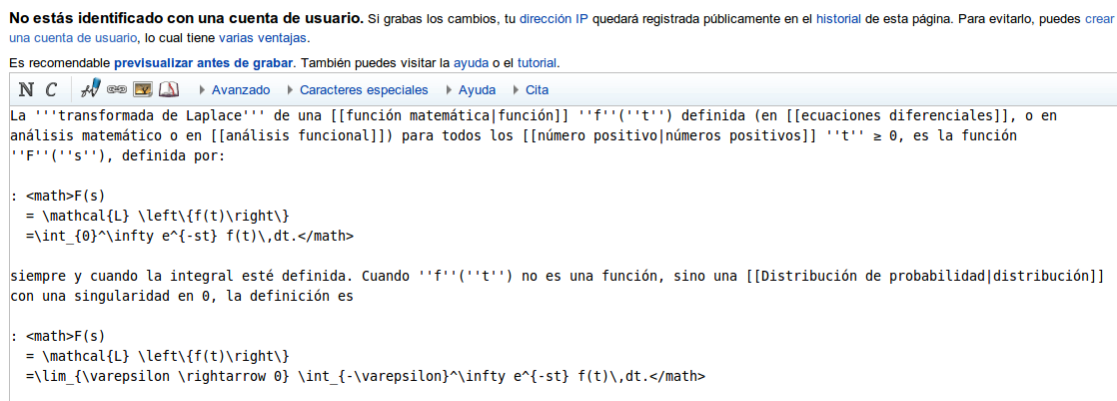 No estás identificado con una cuenta de usuario. Si grabas los cambios, tu dirección IP quedará registrada públicamente en el historial de esta página. Para evitarlo, puedes crear
una cuenta de usuario, lo cual tiene varias ventajas.
Es recomendable previsualizar antes de grabar. También puedes visitar la ayuda o el tutorial.
N C Avanzado Caracteres especiales Ayuda Cita
La '''transformada de Laplace''' de una [[función matemática|función]] ''f''(''t'') definida (en [[ecuaciones diferenciales]], o en
análisis matemático o en [[análisis funcional]]) para todos los [[número positivo|números positivos]] ''t'' ≥ 0, es la función
''F''(''s''), definida por:
: <math>F(s)
= \mathcal{L} \left\{f(t)\right\}
=\int_{0}^\infty e^{-st} f(t)\,dt.</math>
siempre y cuando la integral esté definida. Cuando ''f''(''t'') no es una función, sino una [[Distribución de probabilidad|distribución]]
con una singularidad en 0, la definición es
: <math>F(s)
= \mathcal{L} \left\{f(t)\right\}
=\lim_{\varepsilon \rightarrow 0} \int_{-\varepsilon}^\infty e^{-st} f(t)\,dt.</math>